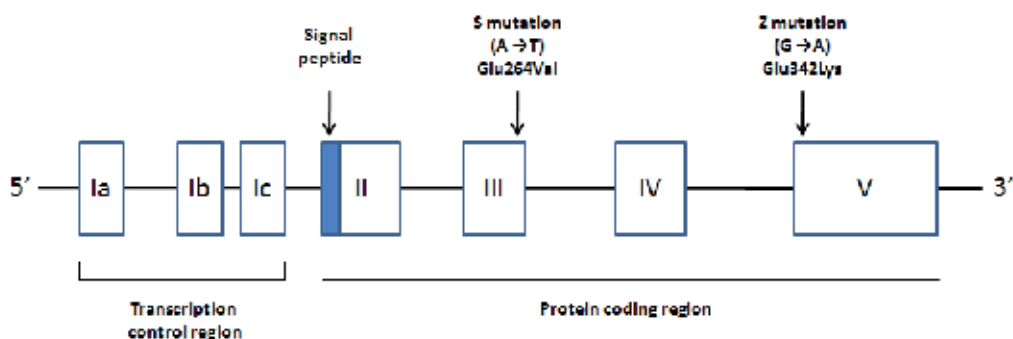 Signal
peptide
S mutation
(A →T)
Glu264Val
Z mutation
(G →A)
Glu342Lys
5′
Ia
Ib
Ic
II
III
IV
V
3′
Transcription
control region
Protein coding region